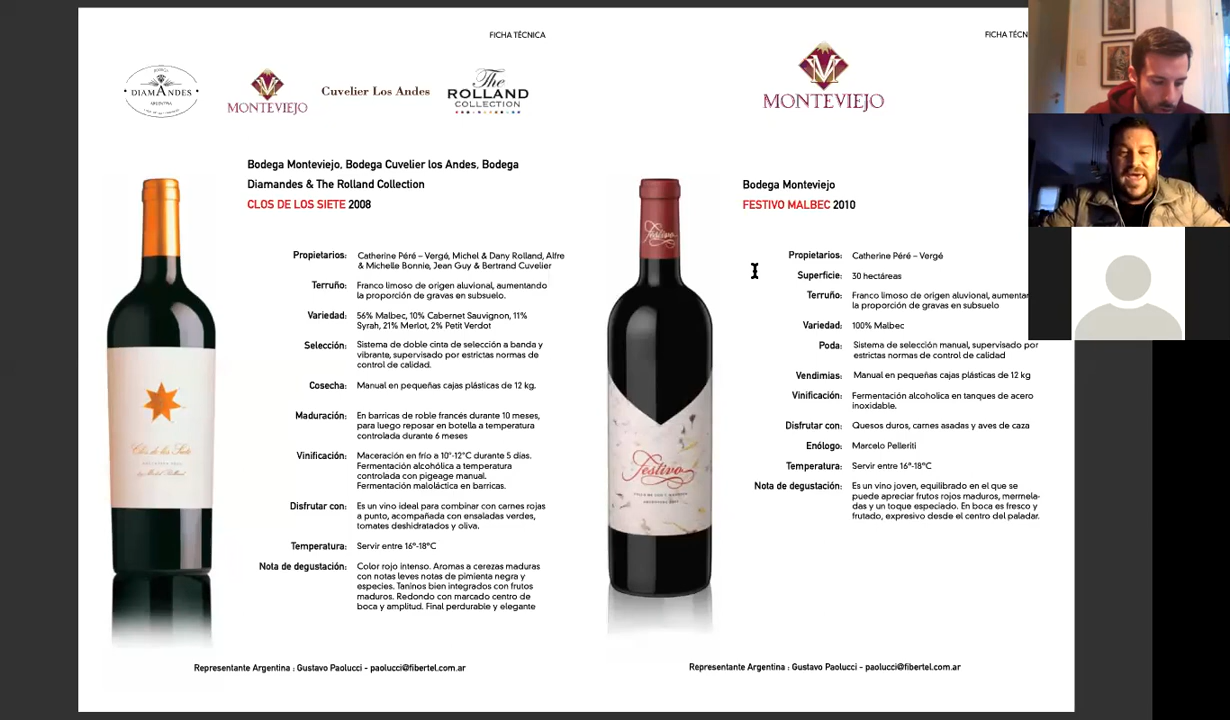 FICHA TÉCNICA
BODEGA
DIAMANDES
ARGENTINA
MONTEVIEJO
Cuvelier Los Andes
The
ROLLAND
COLLECTION
Bodega Monteviejo, Bodega Cuvelier los Andes, Bodega
Diamandes & The Rolland Collection
CLOS DE LOS SIETE 2008
Propietarios: Catherine Péré – Vergé, Michel & Dany Rolland, Alfre
& Michelle Bonnie, Jean Guy & Bertrand Cuvelier
Terruño: Franco limoso de origen aluvional, aumentando
la proporción de gravas en subsuelo.
Variedad: 56% Malbec, 10% Cabernet Sauvignon, 11%
Syrah, 21% Merlot, 2% Petit Verdot
Selección: Sistema de doble cinta de selección a banda y
vibrante, supervisado por estrictas normas de
control de calidad.
Cosecha: Manual en pequeñas cajas plásticas de 12 kg.
Maduración: En barricas de roble francés durante 10 meses,
para luego reposar en botella a temperatura
controlada durante 6 meses
Vinificación: Maceración en frío a 10°-12°C durante 5 días.
Fermentación alcohólica a temperatura
controlada con pigeage manual.
Fermentación maloláctica en barricas.
Disfrutar con: Es un vino ideal para combinar con carnes rojas
a punto, acompañada con ensaladas verdes,
tomates deshidratados y oliva.
Temperatura: Servir entre 16°-18°C
Nota de degustación: Color rojo intenso. Aromas a cerezas maduras
con notas leves notas de pimienta negra y
especies. Taninos bien integrados con frutos
maduros. Redondo con marcado centro de
boca y amplitud. Final perdurable y elegante
Clos de los Siete
Representante Argentina : Gustavo Paolucci - paolucci@fibertel.com.ar
FICHA TÉCN
MONTEVIEJO
Bodega Monteviejo
FESTIVO MALBEC 2010
Propietarios: Catherine Péré – Vergé
Superficie: 30 hectáreas
Terruño: Franco limoso de origen aluvional, aumentan
la proporción de gravas en subsuelo
Variedad: 100% Malbec
Poda: Sistema de selección manual, supervisado por
estrictas normas de control de calidad
Vendimias: Manual en pequeñas cajas plásticas de 12 kg
Vinificación: Fermentación alcoholica en tanques de acero
inoxidable.
Disfrutar con: Quesos duros, carnes asadas y aves de caza
Enólogo: Marcelo Pelleriti
Temperatura: Servir entre 16°-18°C
Nota de degustación: Es un vino joven, equilibrado en el que se
puede apreciar frutos rojos maduros, mermela-
das y un toque especiado. En boca es fresco y
frutado, expresivo desde el centro del paladar.
Festivo
Festivo
Representante Argentina : Gustavo Paolucci - paolucci@fibertel.com.ar